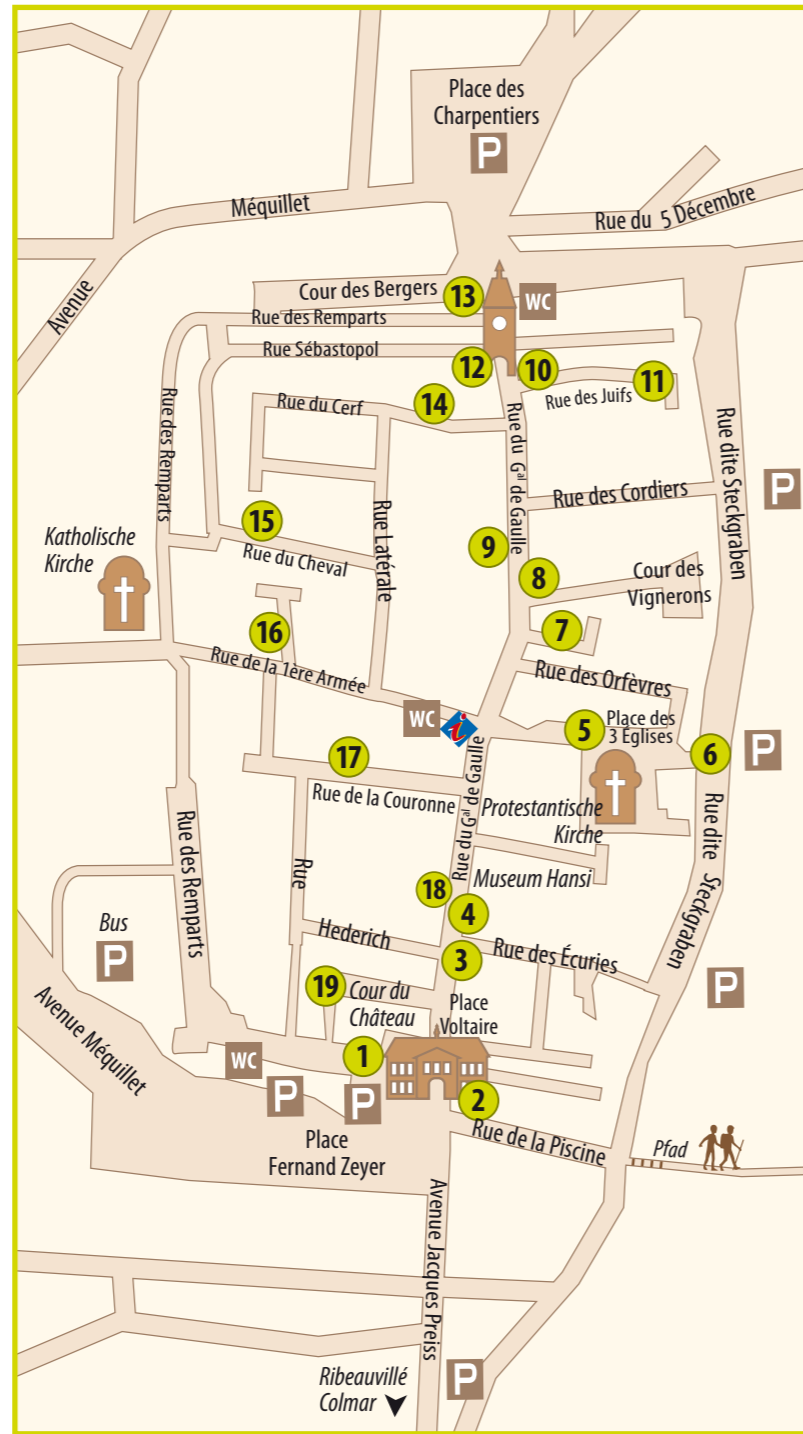 Place des
Charpentiers
P
Méquillet
Rue du 5 Décembre
Avenue
Cour des Bergers
13
WC
Rue des Remparts
Rue Sébastopol
12
10
11
Rue du Cerf
14
Rue des Juifs
Rue des Remparts
Rue du Gal de Gaulle
Rue dite Steckgraben
P
Rue des Cordiers
15
Rue du Cheval
Rue Latérale
9
8
Cour des
Vignerons
Katholische
Kirche
16
7
Rue de la 1ère Armée
Rue des Orfèvres
WC
i
5
Place des
3 Églises
6
P
17
Rue de la Couronne
Rue du Gal de Gaulle
Protestantische
Kirche
Rue des Remparts
Rue
Museum Hansi
Rue dite Steckgraben
18
4
Bus
P
Hederich
3
Rue des Écuries
P
19
Cour du
Château
Place
Voltaire
Avenue Méquillet
WC
1
P
P
2
Place
Fernand Zeyer
Rue de la Piscine
Pfad
Avenue Jacques Preiss
Ribeauvillé
Colmar
P